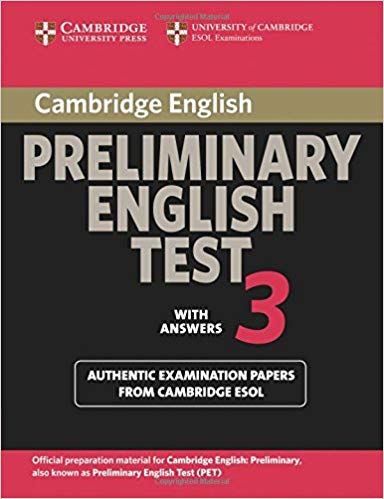 CAMBRIDGE
UNIVERSITY PRESS
UNIVERSITY of CAMBRIDGE
ESOL Examinations
Cambridge English
PRELIMINARY
ENGLISH
TEST 3
WITH
ANSWERS
AUTHENTIC EXAMINATION PAPERS
FROM CAMBRIDGE ESOL
Official preparation material for Cambridge English: Preliminary,
also known as Preliminary English Test (PET)